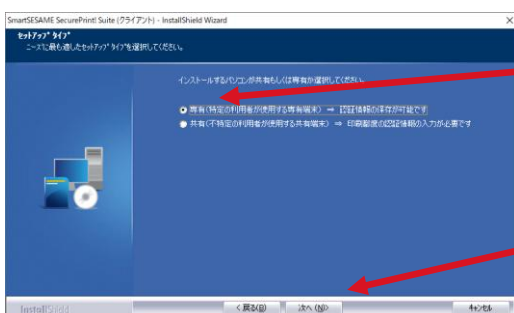 SmartSESAME SecurePrint! Suite (クライアント) - InstallShield Wizard
セットアップ タイプ
ニーズに最も適したセットアップ タイプを選択してください。
インストールするパソコンが共有もしくは専有か選択してください。
専有(特定の利用者が使用する専有端末) ⇒ 認証情報の保存が可能です
共有(不特定の利用者が使用する共有端末) ⇒ 印刷都度の認証情報の入力が必要です
InstallShield
< 戻る(B)
次へ (N)>
キャンセル